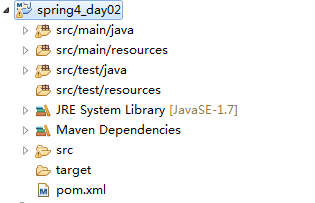 spring4_day02
src/main/java
src/main/resources
src/test/java
src/test/resources
JRE System Library [JavaSE-1.7]
Maven Dependencies
src
target
pom.xml